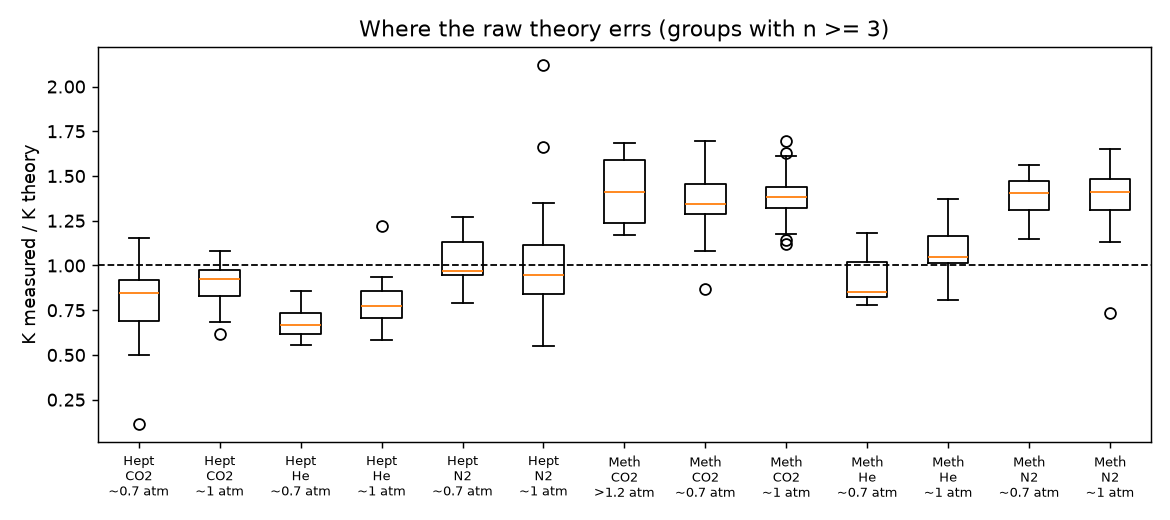 Where the raw theory errs (groups with n >= 3)
K measured / K theory
2.00
1.75
1.50
1.25
1.00
0.75
0.50
0.25
Hept
CO2
~0.7 atm
Hept
CO2
~1 atm
Hept
He
~0.7 atm
Hept
He
~1 atm
Hept
N2
~0.7 atm
Hept
N2
~1 atm
Meth
CO2
>1.2 atm
Meth
CO2
~0.7 atm
Meth
CO2
~1 atm
Meth
He
~0.7 atm
Meth
He
~1 atm
Meth
N2
~0.7 atm
Meth
N2
~1 atm